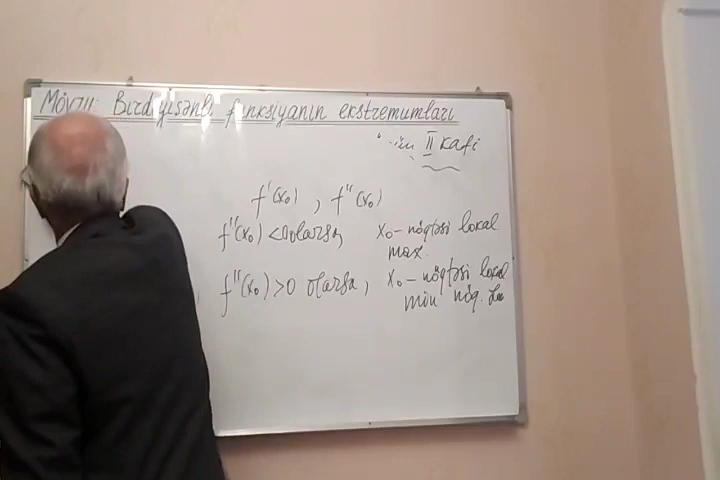 Mövzu: Birdəyişənli funksiyanın ekstremumları
II kafi
f'(x₀) , f''(x₀)
f''(x₀) <0 olarsa, x₀ – nöqtəsi lokal
max.
f''(x₀) >0 olarsa, x₀ – nöqtəsi lokal
min nöq.